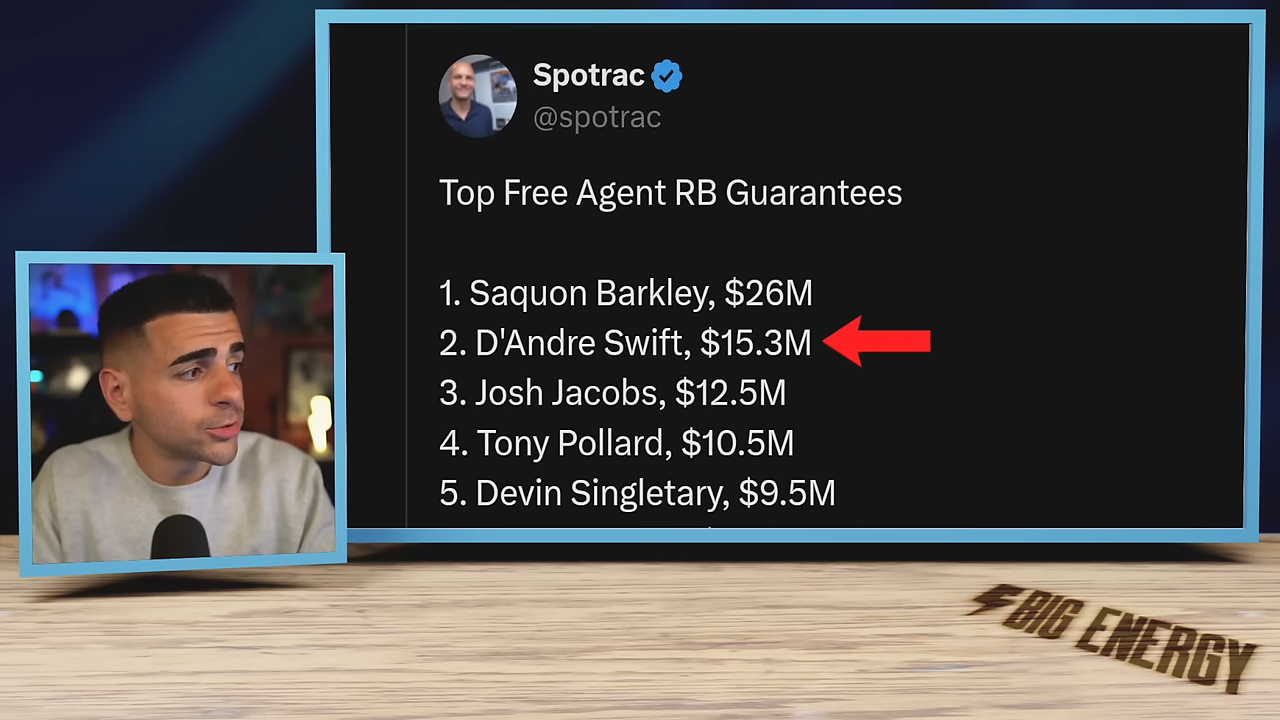 Spotrac
@spotrac
Top Free Agent RB Guarantees
1. Saquon Barkley, $26M
2. D'Andre Swift, $15.3M
3. Josh Jacobs, $12.5M
4. Tony Pollard, $10.5M
5. Devin Singletary, $9.5M
BIG ENERGY